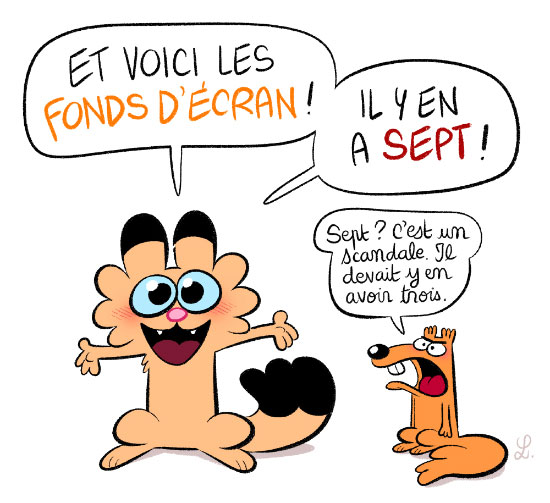 ET VOICI LES
FONDS D'ÉCRAN !
IL Y EN
A SEPT !
Sept ? C'est un
scandale. Il
devait y en
avoir trois.
L.